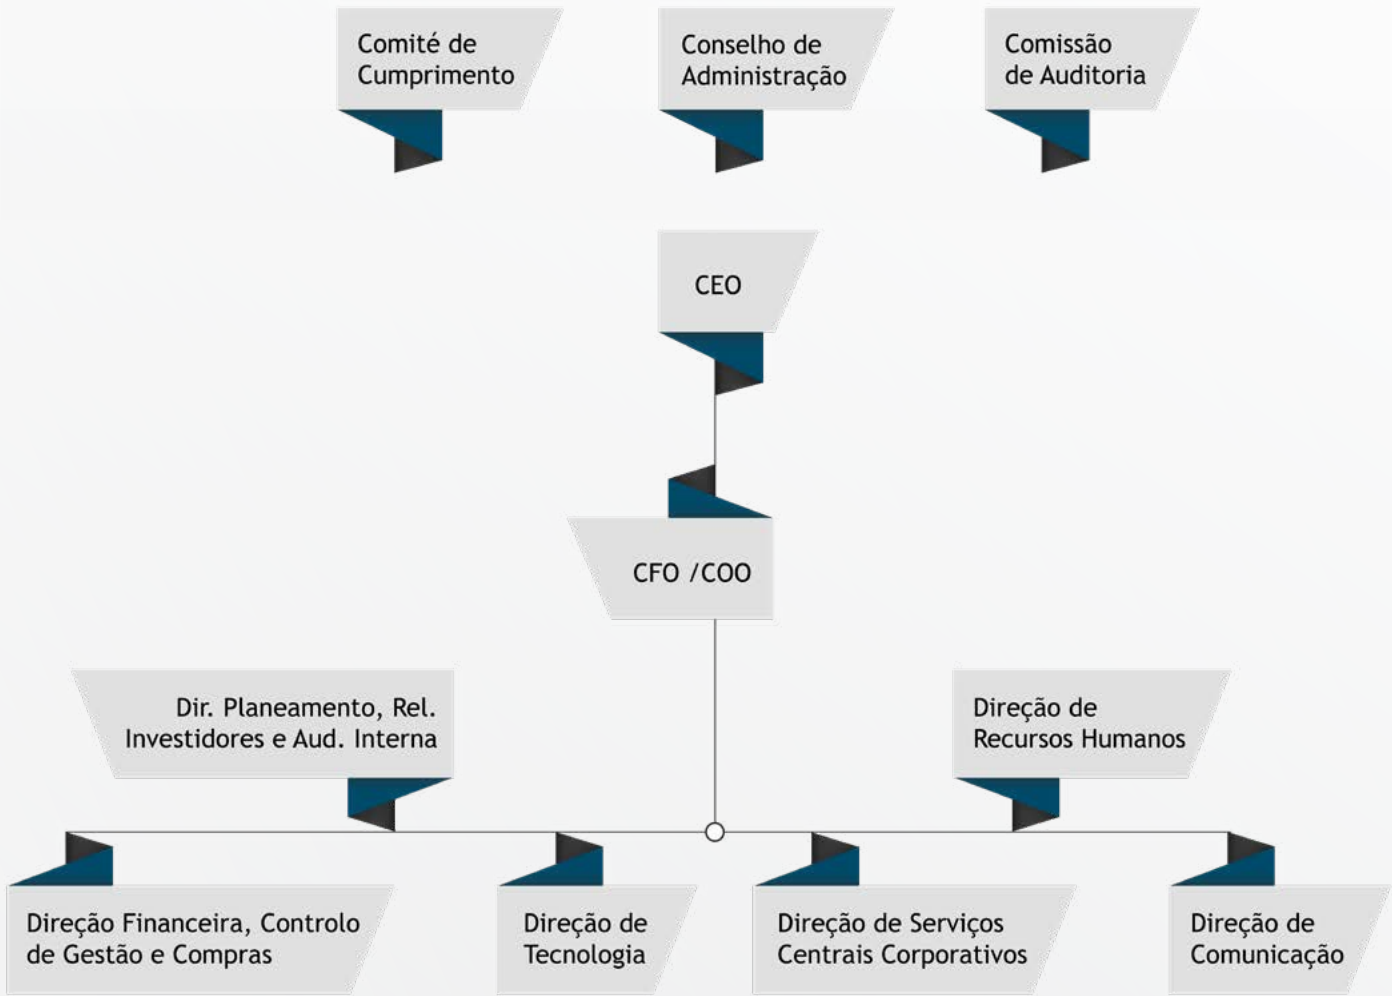 Comité de
Cumprimento
Conselho de
Administração
Comissão
de Auditoria
CEO
CFO /COO
Dir. Planeamento, Rel.
Investidores e Aud. Interna
Direção de
Recursos Humanos
Direção Financeira, Controlo
de Gestão e Compras
Direção de
Tecnologia
Direção de Serviços
Centrais Corporativos
Direção de
Comunicação